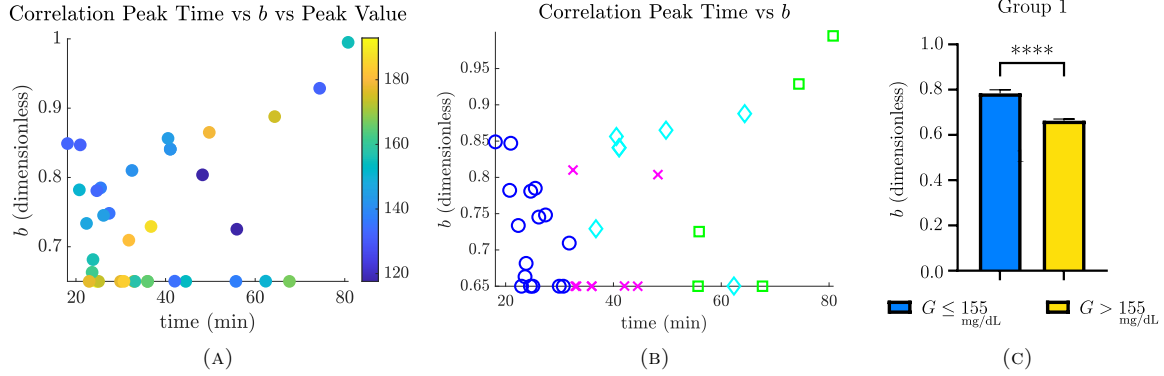 Correlation Peak Time vs b vs Peak Value
1
0.9
0.8
0.7
b (dimensionless)
20
40
60
80
time (min)
180
160
140
120
(A)
Correlation Peak Time vs b
0.95
0.9
0.85
0.8
0.75
0.7
0.65
b (dimensionless)
20
40
60
80
time (min)
(B)
Group 1
****
1.0
0.8
0.6
0.4
0.2
0.0
b (dimensionless)
G ≤ 155 mg/dL
G > 155 mg/dL
(C)